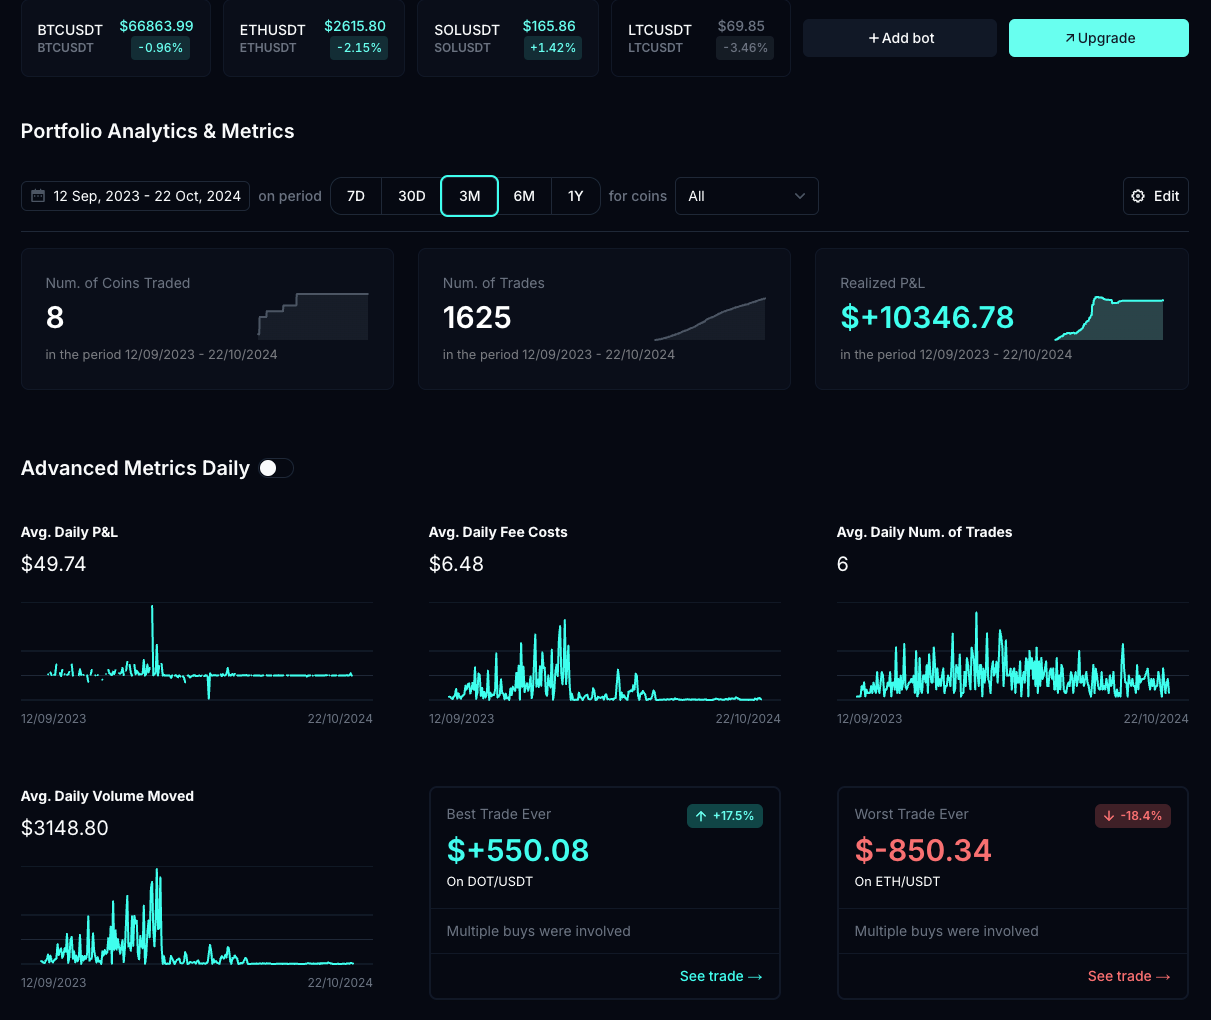 BTCUSDT $66863.99
BTCUSDT -0.96%
ETHUSDT $2615.80
ETHUSDT -2.15%
SOLUSDT $165.86
SOLUSDT +1.42%
LTCUSDT $69.85
LTCUSDT -3.46%
+ Add bot
↗ Upgrade
Portfolio Analytics & Metrics
12 Sep, 2023 - 22 Oct, 2024 on period 7D 30D 3M 6M 1Y for coins All Edit
Num. of Coins Traded
8
in the period 12/09/2023 - 22/10/2024
Num. of Trades
1625
in the period 12/09/2023 - 22/10/2024
Realized P&L
$+10346.78
in the period 12/09/2023 - 22/10/2024
Advanced Metrics Daily
Avg. Daily P&L
$49.74
12/09/2023 22/10/2024
Avg. Daily Fee Costs
$6.48
12/09/2023 22/10/2024
Avg. Daily Num. of Trades
6
12/09/2023 22/10/2024
Avg. Daily Volume Moved
$3148.80
12/09/2023 22/10/2024
Best Trade Ever ↑ +17.5%
$+550.08
On DOT/USDT
Multiple buys were involved
See trade →
Worst Trade Ever ↓ -18.4%
$-850.34
On ETH/USDT
Multiple buys were involved
See trade →